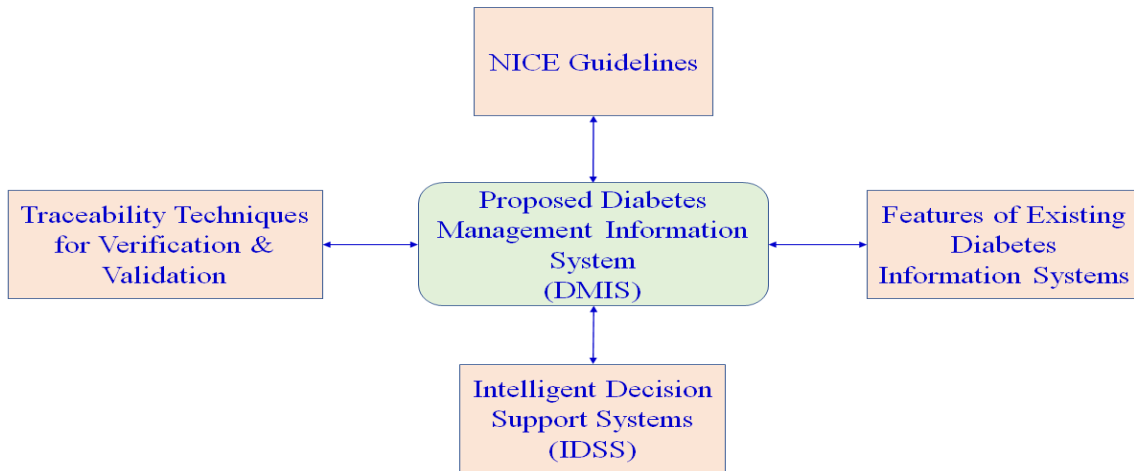 NICE Guidelines
Traceability Techniques
for Verification &
Validation
Proposed Diabetes
Management Information
System
(DMIS)
Features of Existing
Diabetes
Information Systems
Intelligent Decision
Support Systems
(IDSS)